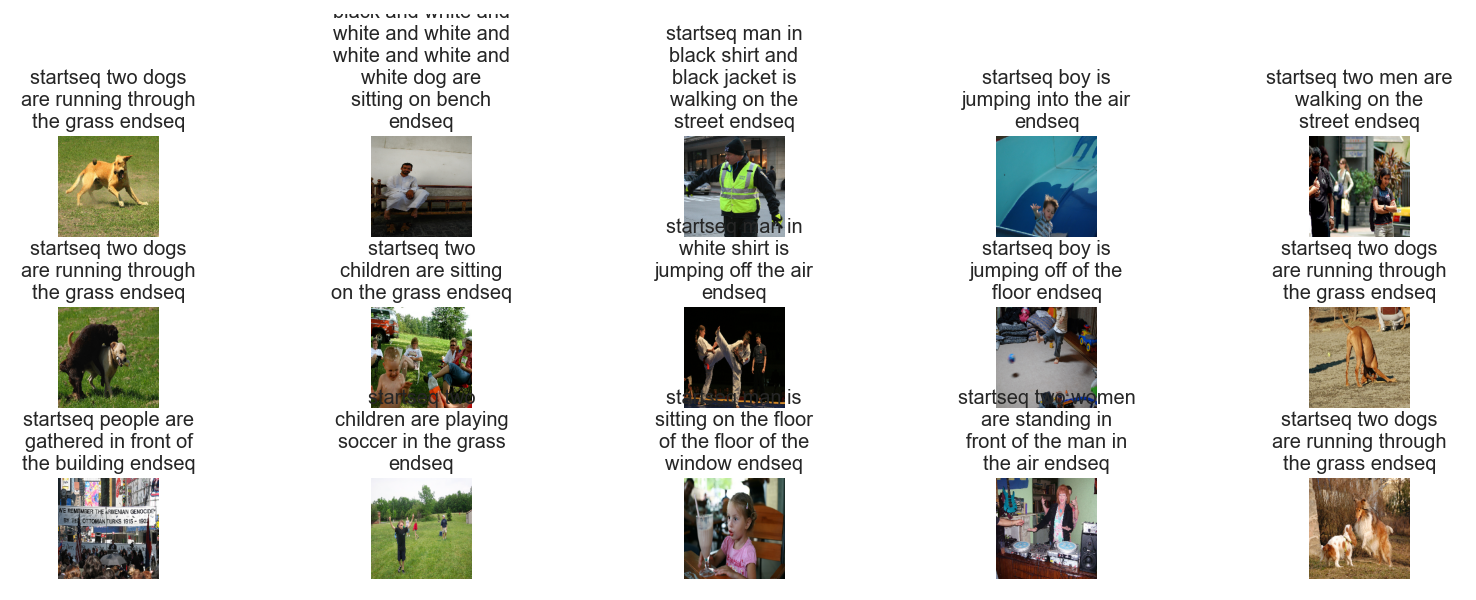 startseq two dogs
are running through
the grass endseq
black and white and
white and white and
white and white and
white dog are
sitting on bench
endseq
startseq man in
black shirt and
black jacket is
walking on the
street endseq
startseq boy is
jumping into the air
endseq
startseq two men are
walking on the
street endseq
startseq two dogs
are running through
the grass endseq
startseq two
children are sitting
on the grass endseq
startseq man in
white shirt is
jumping off the air
endseq
startseq boy is
jumping off of the
floor endseq
startseq two dogs
are running through
the grass endseq
startseq people are
gathered in front of
the building endseq
startseq two
children are playing
soccer in the grass
endseq
startseq man is
sitting on the floor
of the floor of the
window endseq
startseq two women
are standing in
front of the man in
the air endseq
startseq two dogs
are running through
the grass endseq
WE REMEMBER THE ARMENIAN GENOCIDE
BY THE OTTOMAN TURKS 1915 - 1923